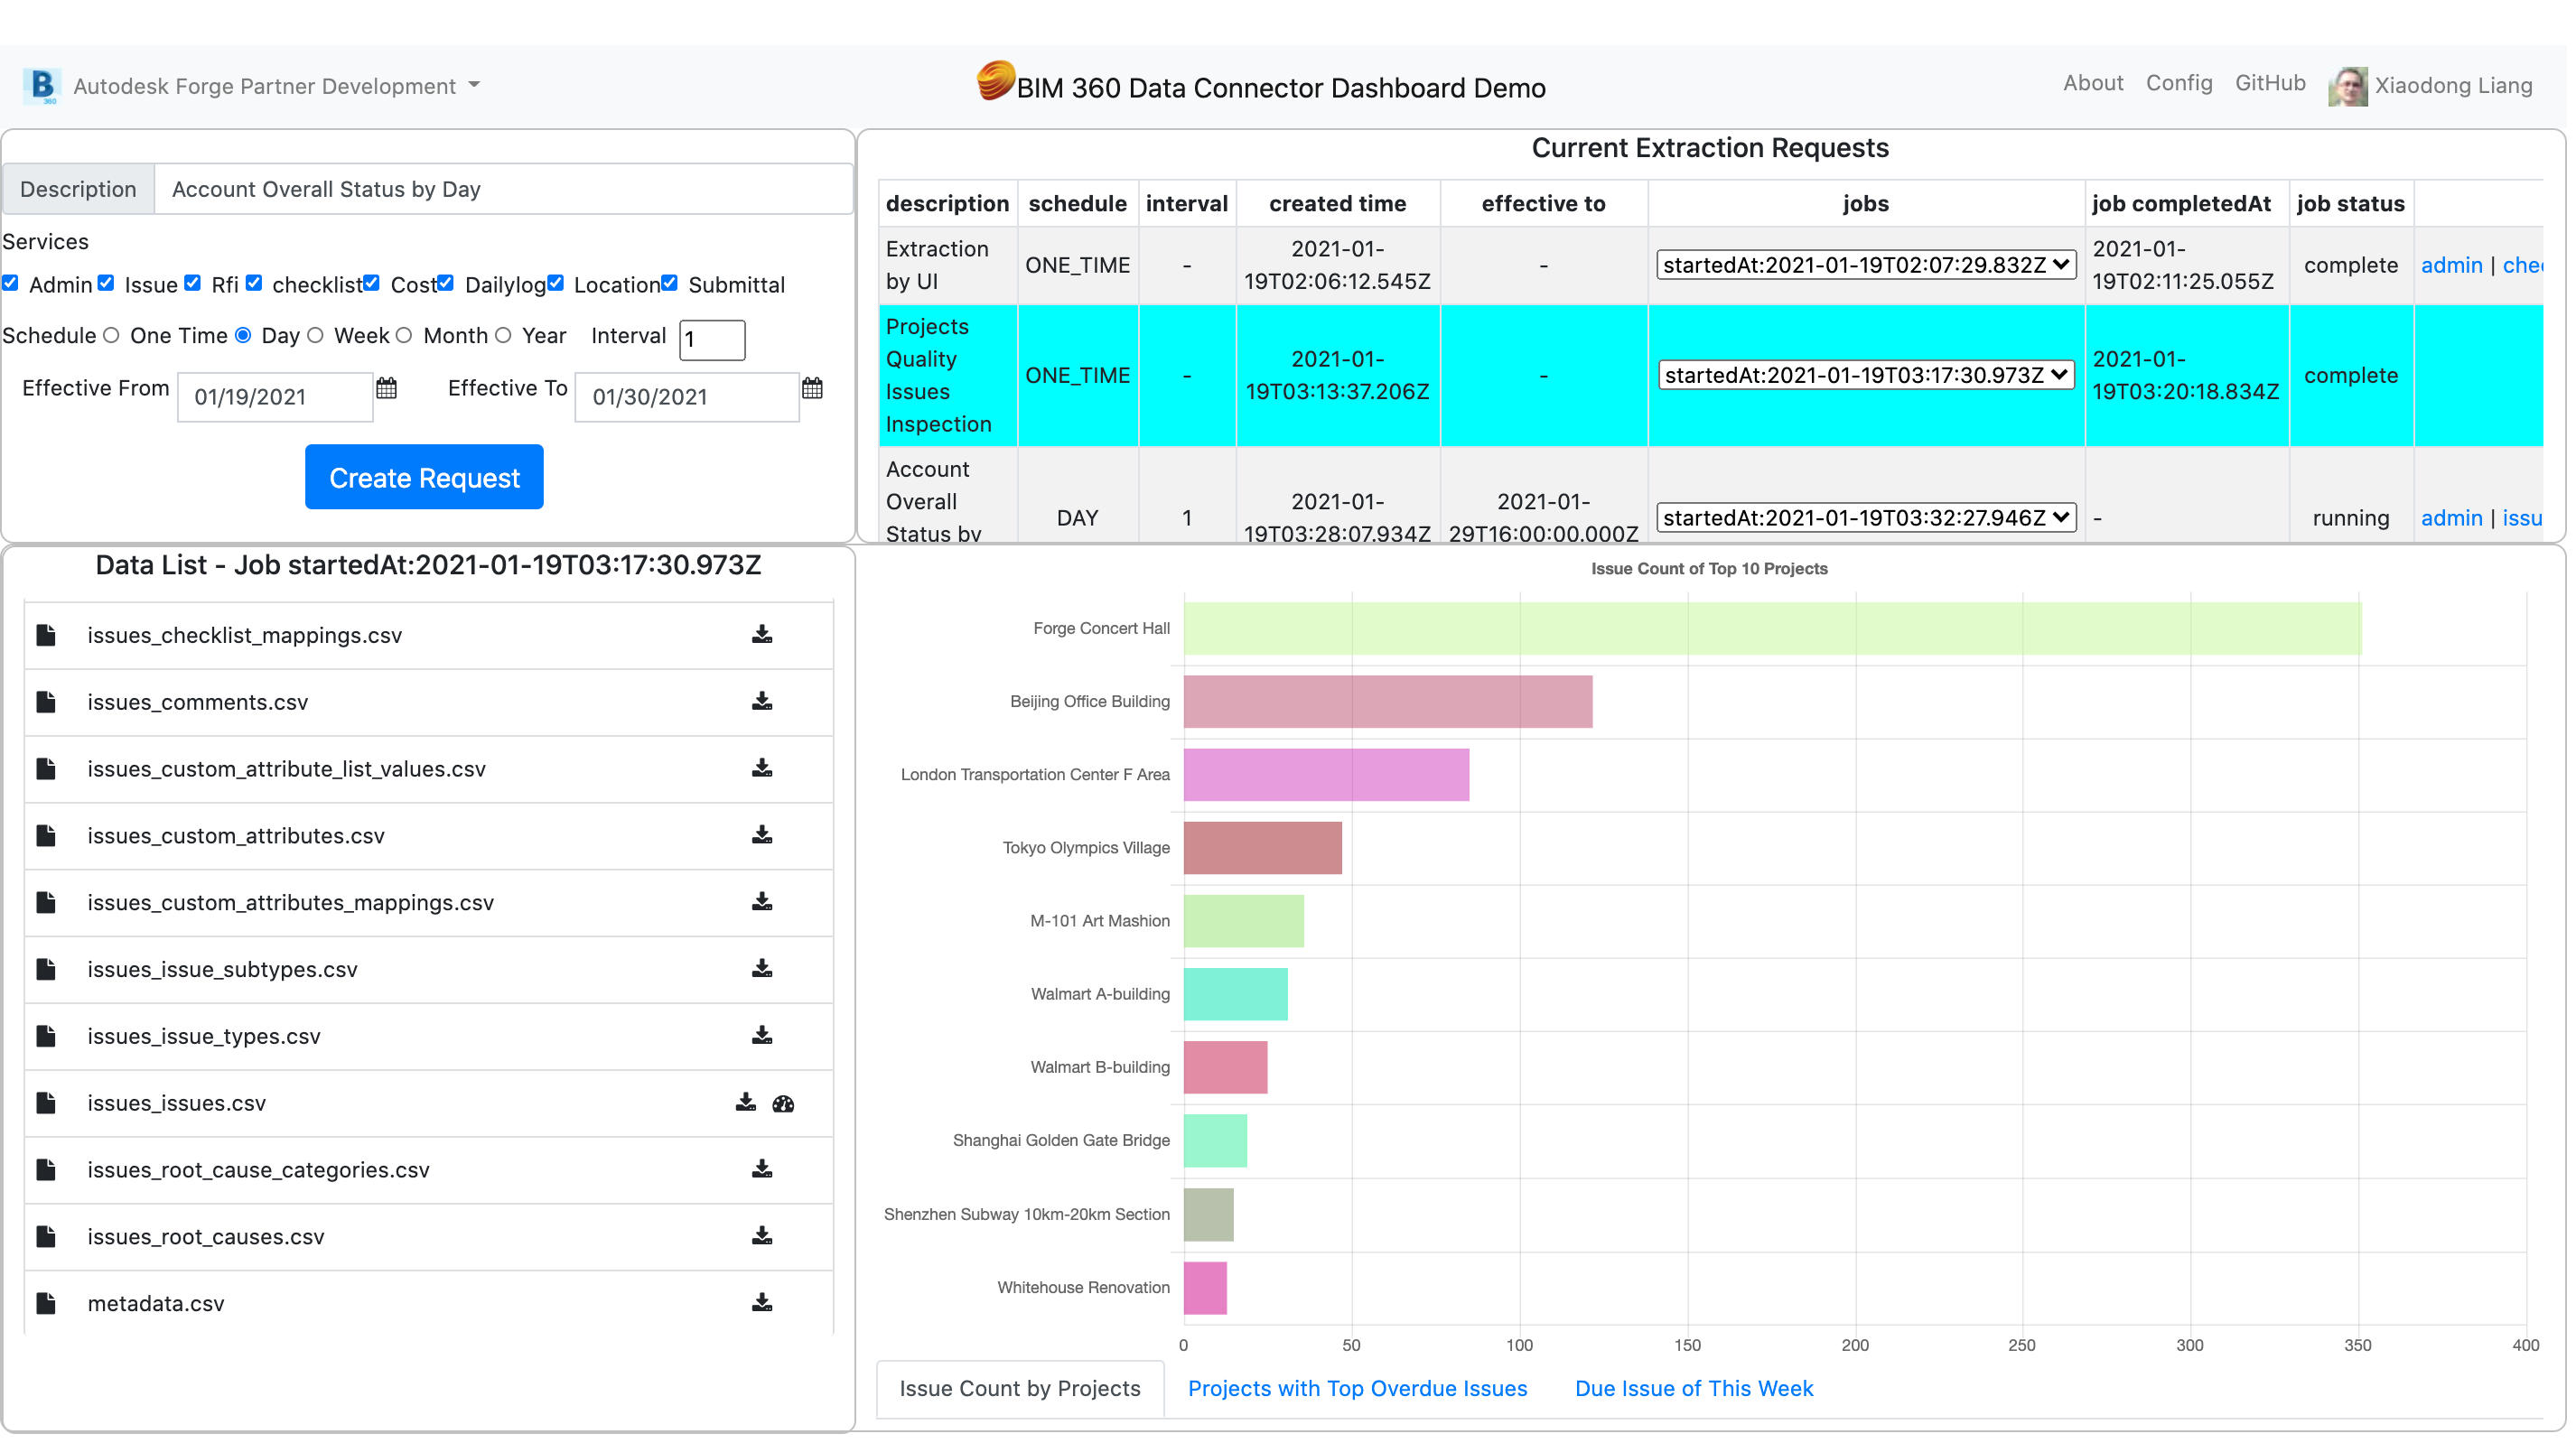 B 360 Autodesk Forge Partner Development
BIM 360 Data Connector Dashboard Demo
About Config GitHub Xiaodong Liang
Description Account Overall Status by Day
Services
Admin Issue Rfi checklist Cost Dailylog Location Submittal
Schedule One Time Day Week Month Year Interval 1
Effective From 01/19/2021 Effective To 01/30/2021
Create Request
Current Extraction Requests
description schedule interval created time effective to jobs job completedAt job status
Extraction
by UI
ONE_TIME
-
2021-01-
19T02:06:12.545Z
-
startedAt:2021-01-19T02:07:29.832Z
2021-01-
19T02:11:25.055Z
complete
admin | chec
Projects
Quality
Issues
Inspection
ONE_TIME
-
2021-01-
19T03:13:37.206Z
-
startedAt:2021-01-19T03:17:30.973Z
2021-01-
19T03:20:18.834Z
complete
Account
Overall
Status by
DAY
1
2021-01-
19T03:28:07.934Z
2021-01-
29T16:00:00.000Z
startedAt:2021-01-19T03:32:27.946Z
-
running
admin | issu
Data List - Job startedAt:2021-01-19T03:17:30.973Z
issues_checklist_mappings.csv
issues_comments.csv
issues_custom_attribute_list_values.csv
issues_custom_attributes.csv
issues_custom_attributes_mappings.csv
issues_issue_subtypes.csv
issues_issue_types.csv
issues_issues.csv
issues_root_cause_categories.csv
issues_root_causes.csv
metadata.csv
Issue Count of Top 10 Projects
Forge Concert Hall
Beijing Office Building
London Transportation Center F Area
Tokyo Olympics Village
M-101 Art Mashion
Walmart A-building
Walmart B-building
Shanghai Golden Gate Bridge
Shenzhen Subway 10km-20km Section
Whitehouse Renovation
0 50 100 150 200 250 300 350 400
Issue Count by Projects Projects with Top Overdue Issues Due Issue of This Week